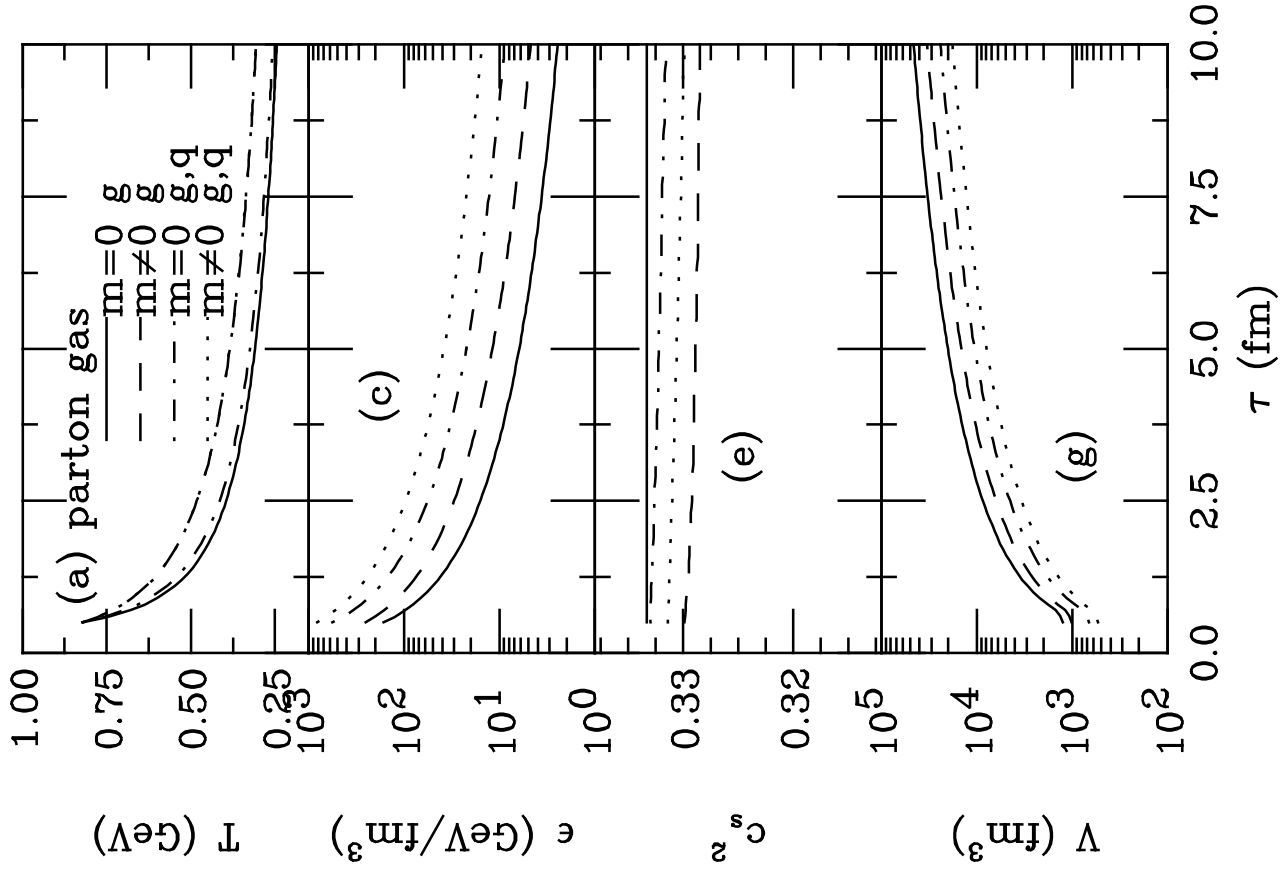 (a) parton gas
m=0 g
m≠0 g
m=0 g,q
m≠0 g,q
1.00
0.75
0.50
0.25
T (GeV)
(c)
10³
10²
10¹
10⁰
ϵ (GeV/fm³)
(e)
0.33
0.32
c_s²
(g)
10⁵
10⁴
10³
10²
V (fm³)
0.0 2.5 5.0 7.5 10.0
τ (fm)